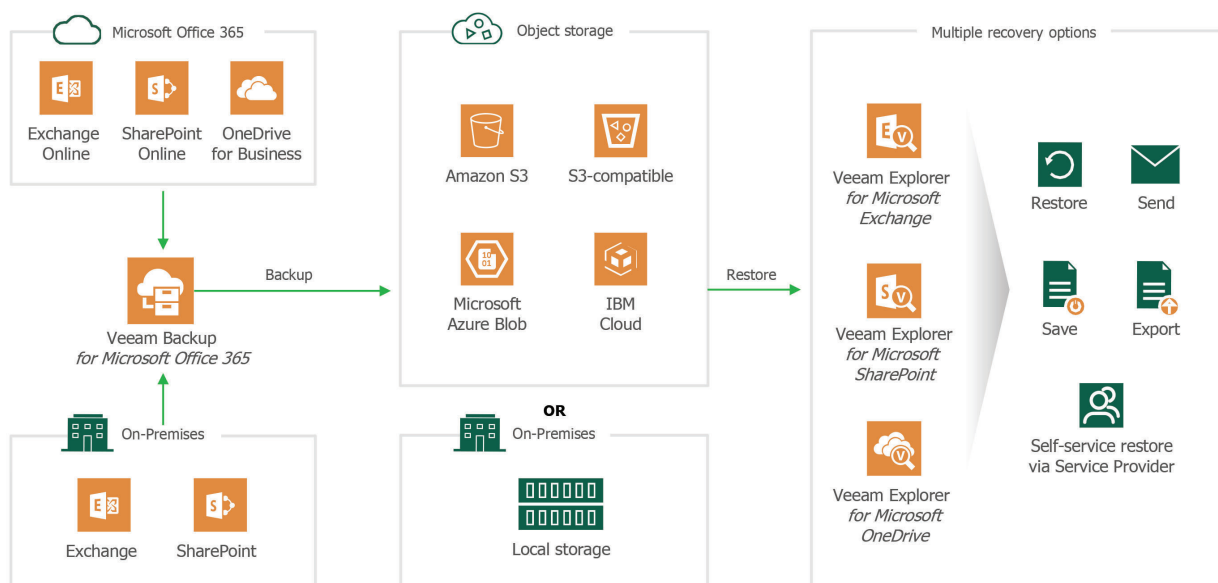 Microsoft Office 365
Exchange
Online
SharePoint
Online
OneDrive
for Business
Veeam Backup
for Microsoft Office 365
On-Premises
Exchange
SharePoint
Backup
Object storage
Amazon S3
S3-compatible
10
01
Microsoft
Azure Blob
IBM
Cloud
OR
On-Premises
Local storage
Restore
Multiple recovery options
Veeam Explorer
for Microsoft
Exchange
Veeam Explorer
for Microsoft
SharePoint
Veeam Explorer
for Microsoft
OneDrive
Restore
Send
Save
Export
Self-service restore
via Service Provider